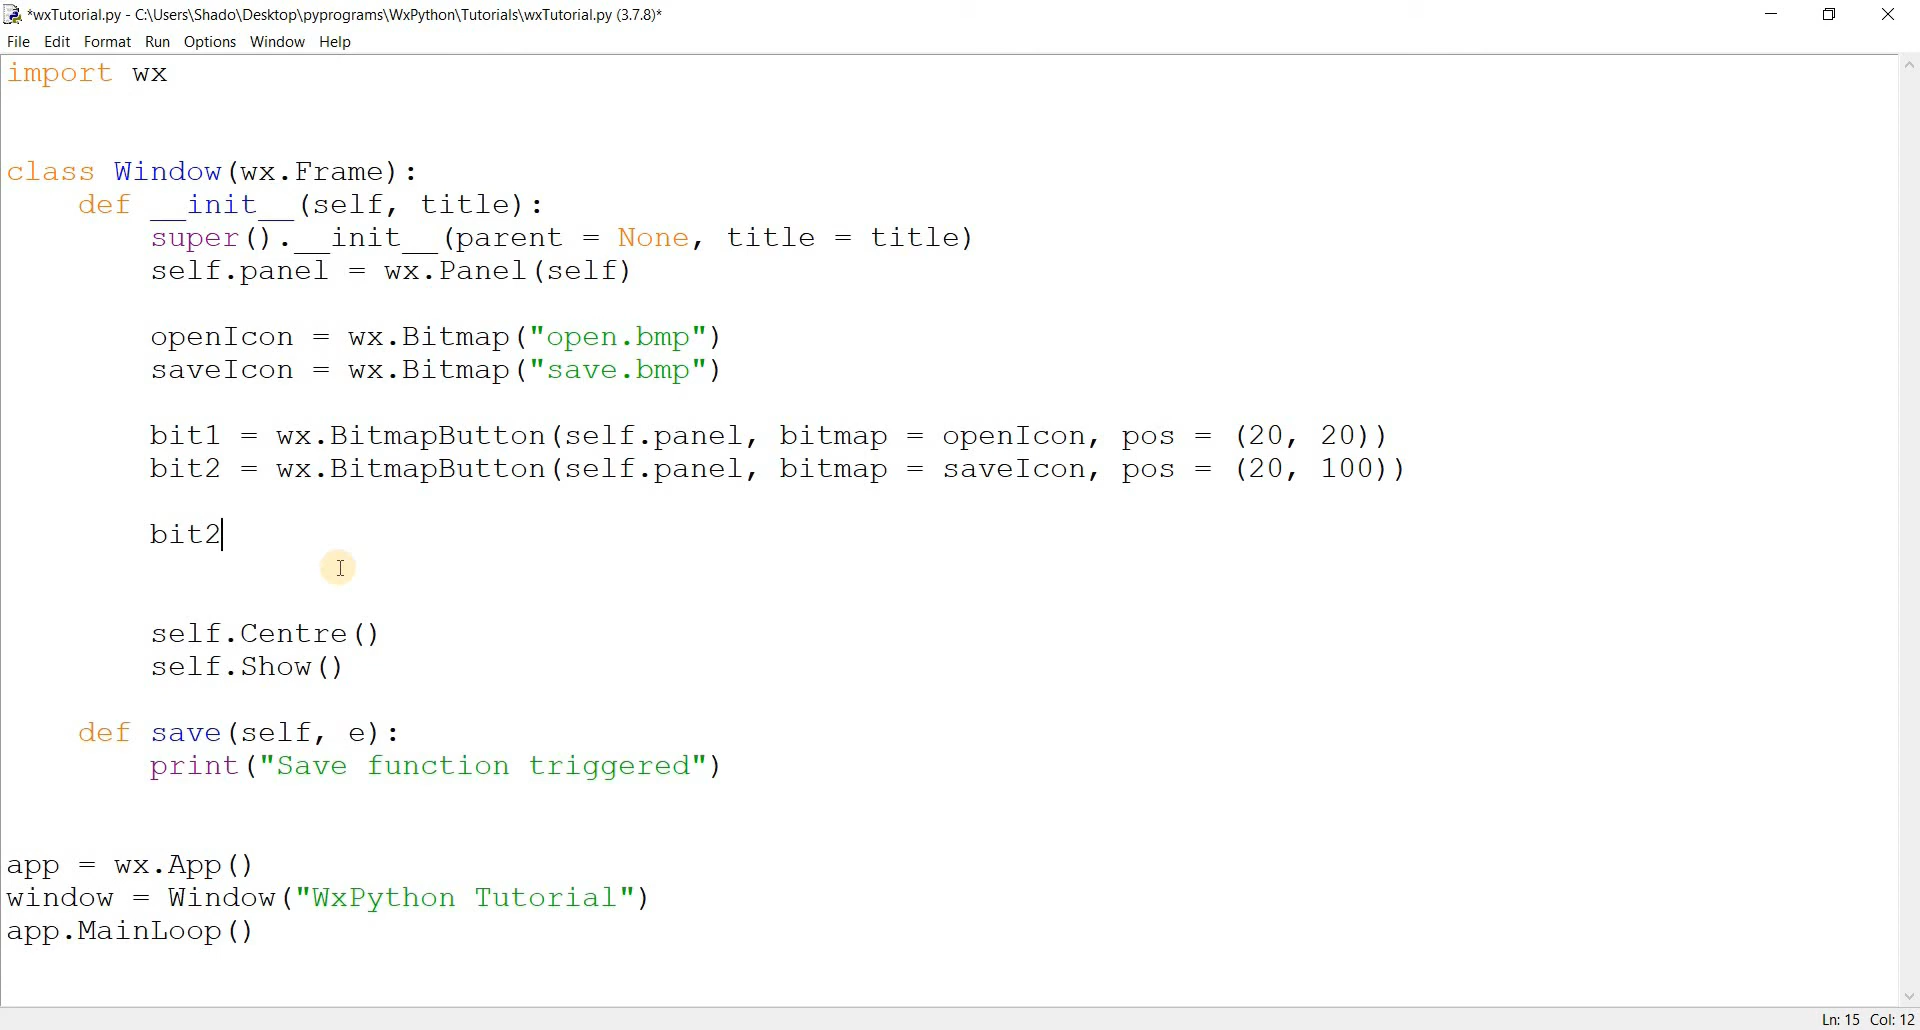 *wxTutorial.py - C:\Users\Shado\Desktop\pyprograms\WxPython\Tutorials\wxTutorial.py (3.7.8)*
File Edit Format Run Options Window Help
import wx
class Window(wx.Frame):
    def __init__(self, title):
        super().__init__(parent = None, title = title)
        self.panel = wx.Panel(self)
        openIcon = wx.Bitmap("open.bmp")
        saveIcon = wx.Bitmap("save.bmp")
        bit1 = wx.BitmapButton(self.panel, bitmap = openIcon, pos = (20, 20))
        bit2 = wx.BitmapButton(self.panel, bitmap = saveIcon, pos = (20, 100))
        bit2
        self.Centre()
        self.Show()
    def save(self, e):
        print("Save function triggered")
app = wx.App()
window = Window("WxPython Tutorial")
app.MainLoop()
Ln: 15 Col: 12